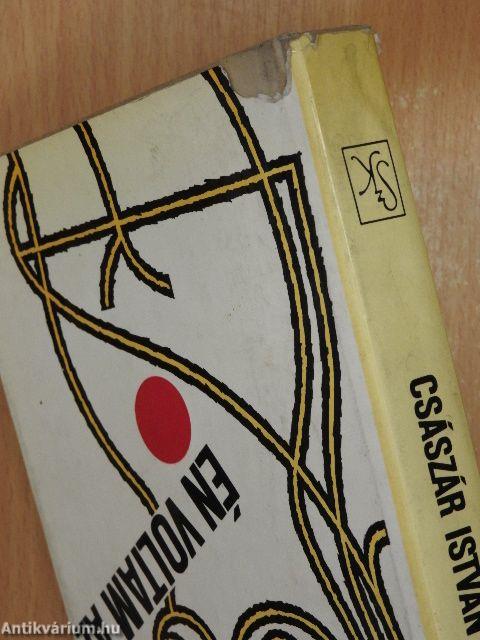 CSÁSZÁR ISTVÁN
ÉN VOLTAM
Antikvárium.hu